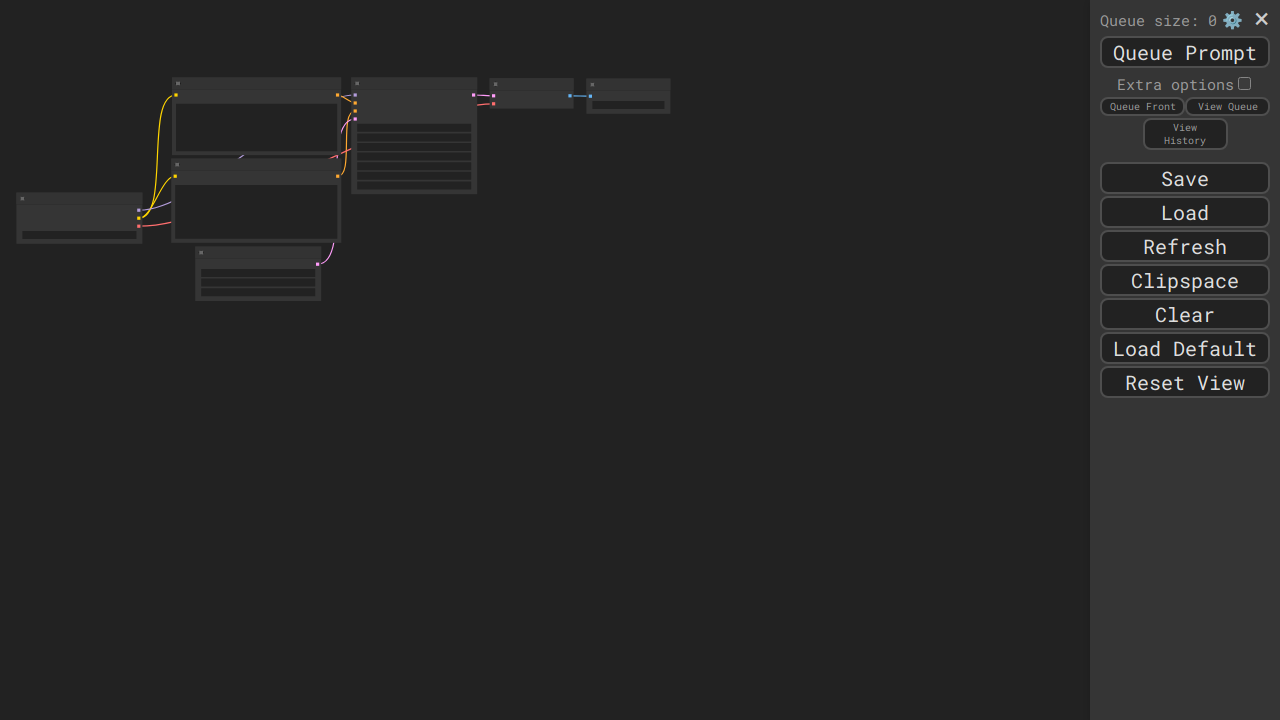 Queue size: 0
Queue Prompt
Extra options
Queue Front
View Queue
View
History
Save
Load
Refresh
Clipspace
Clear
Load Default
Reset View